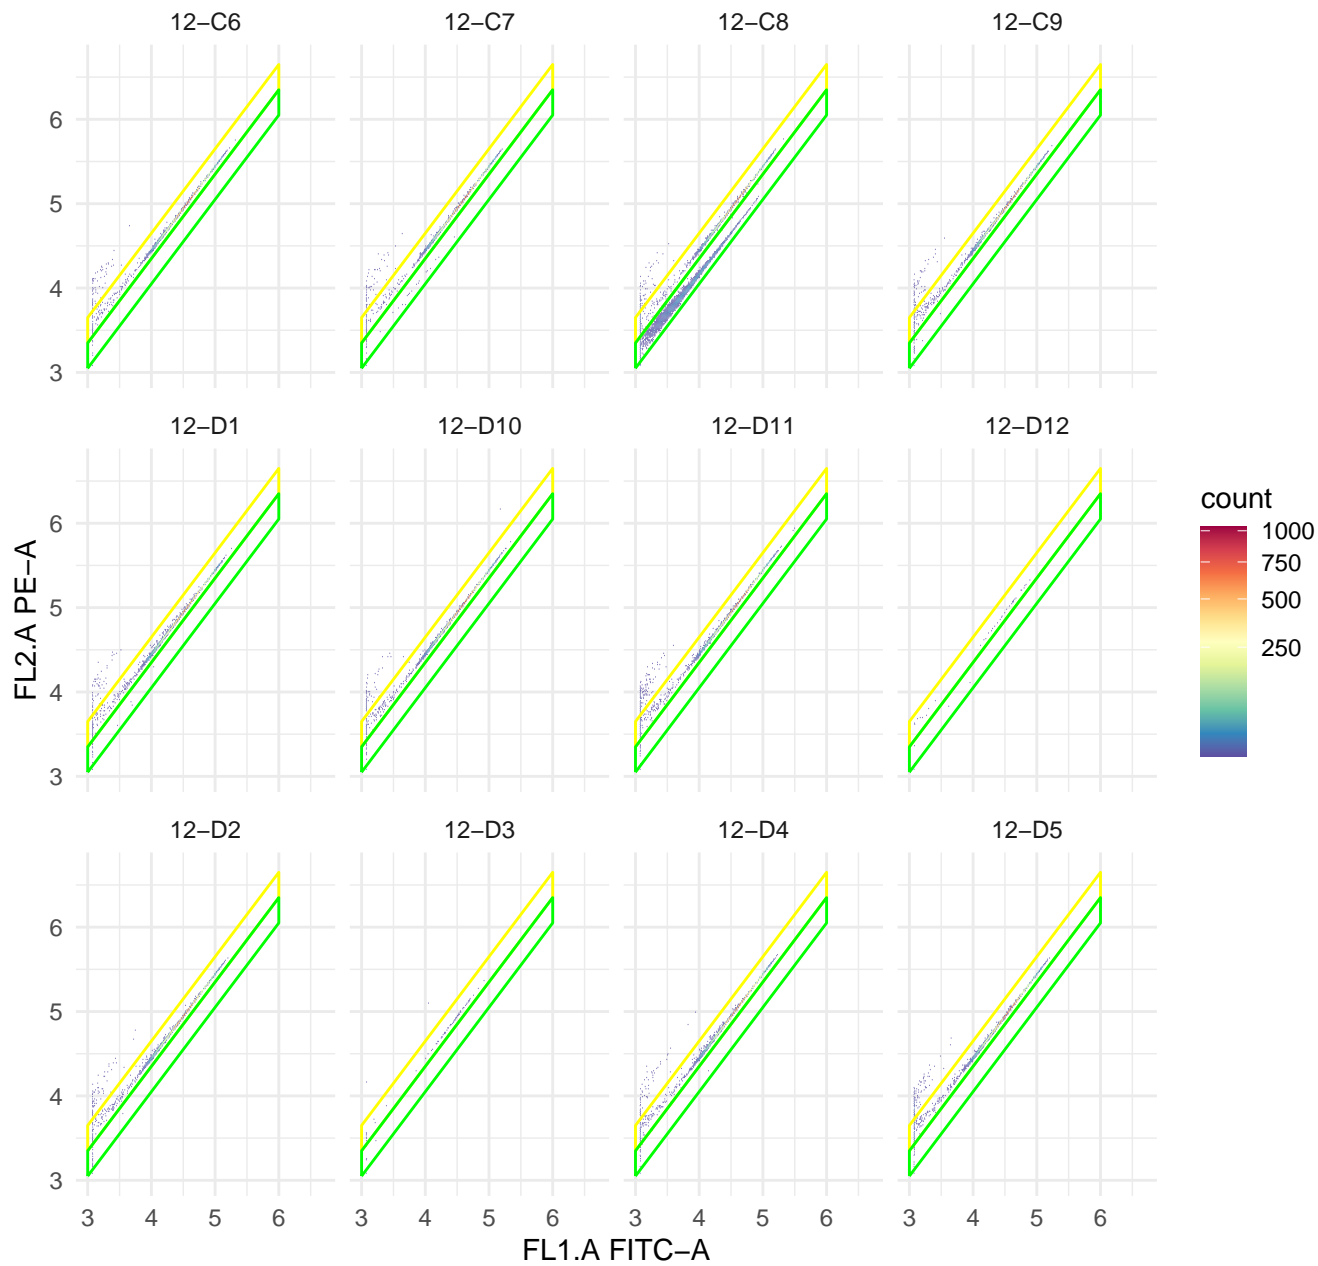 12−C6 12−C7 12−C8 12−C9
6
5
4
3
12−D1 12−D10 12−D11 12−D12
6
5
4
3
12−D2 12−D3 12−D4 12−D5
6
5
4
3
3 4 5 6 3 4 5 6 3 4 5 6 3 4 5 6
FL1.A FITC−A
FL2.A PE−A
count
1000
750
500
250